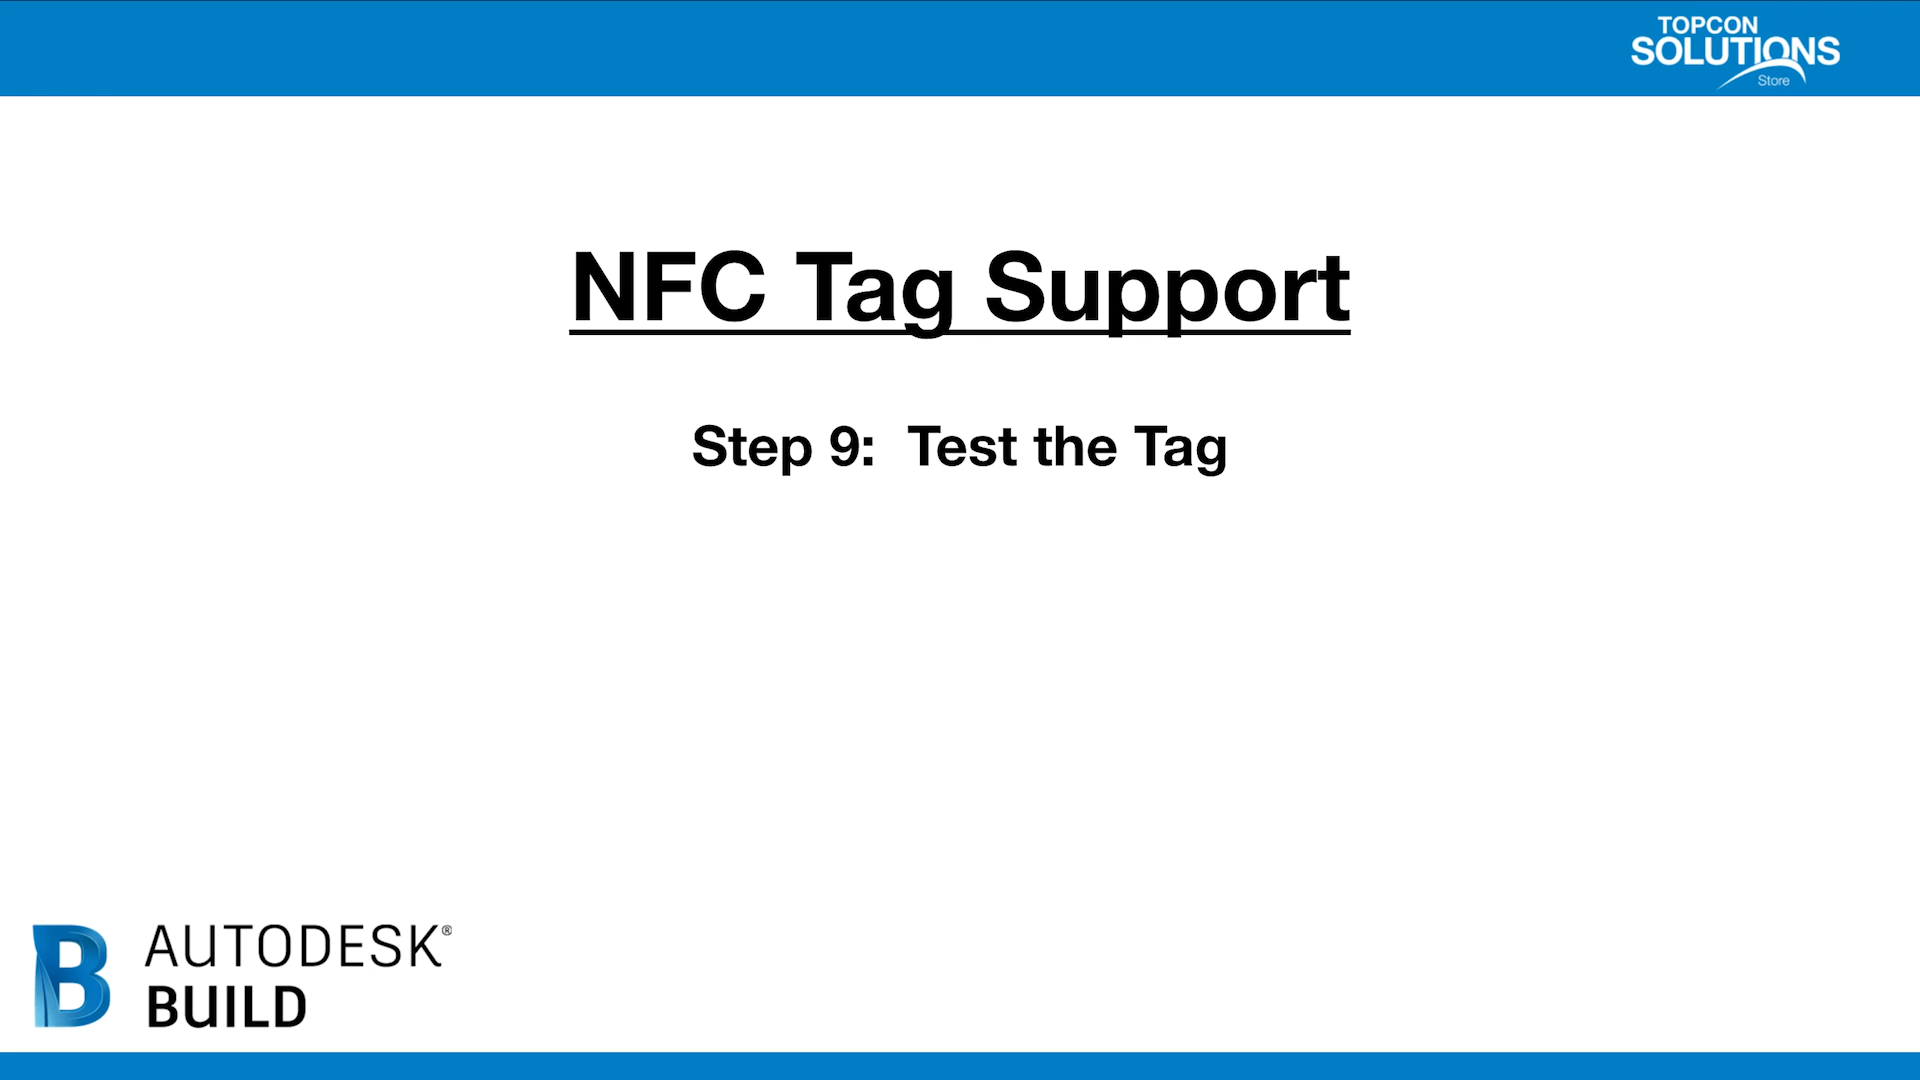 TOPCON
SOLUTIONS
Store
NFC Tag Support
Step 9: Test the Tag
AUTODESK®
BUILD